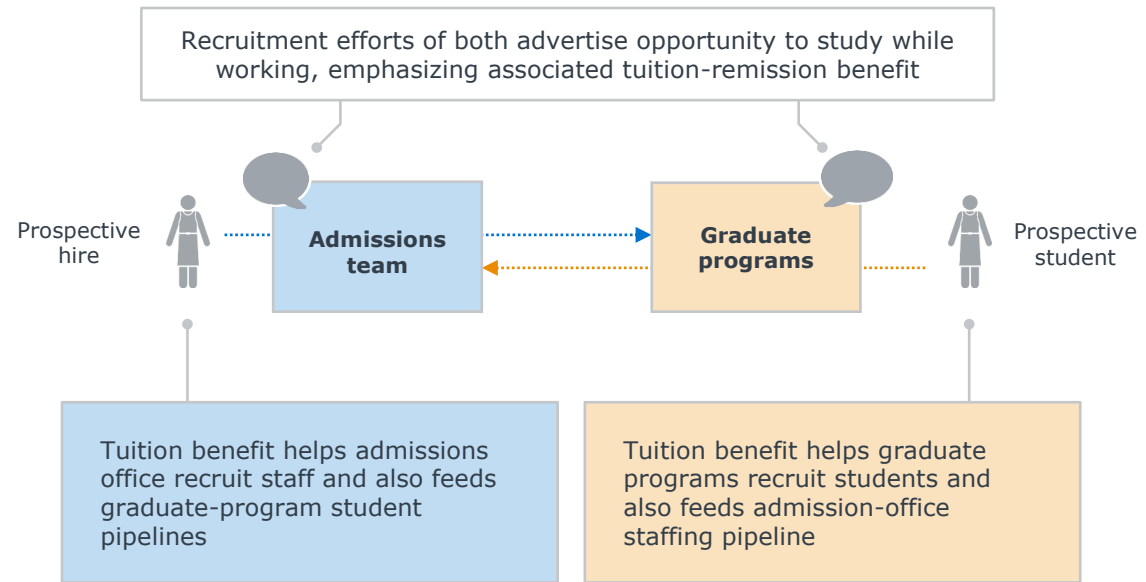 Recruitment efforts of both advertise opportunity to study while
working, emphasizing associated tuition-remission benefit
Prospective
hire
Admissions
team
Graduate
programs
Prospective
student
Tuition benefit helps admissions
office recruit staff and also feeds
graduate-program student
pipelines
Tuition benefit helps graduate
programs recruit students and
also feeds admission-office
staffing pipeline